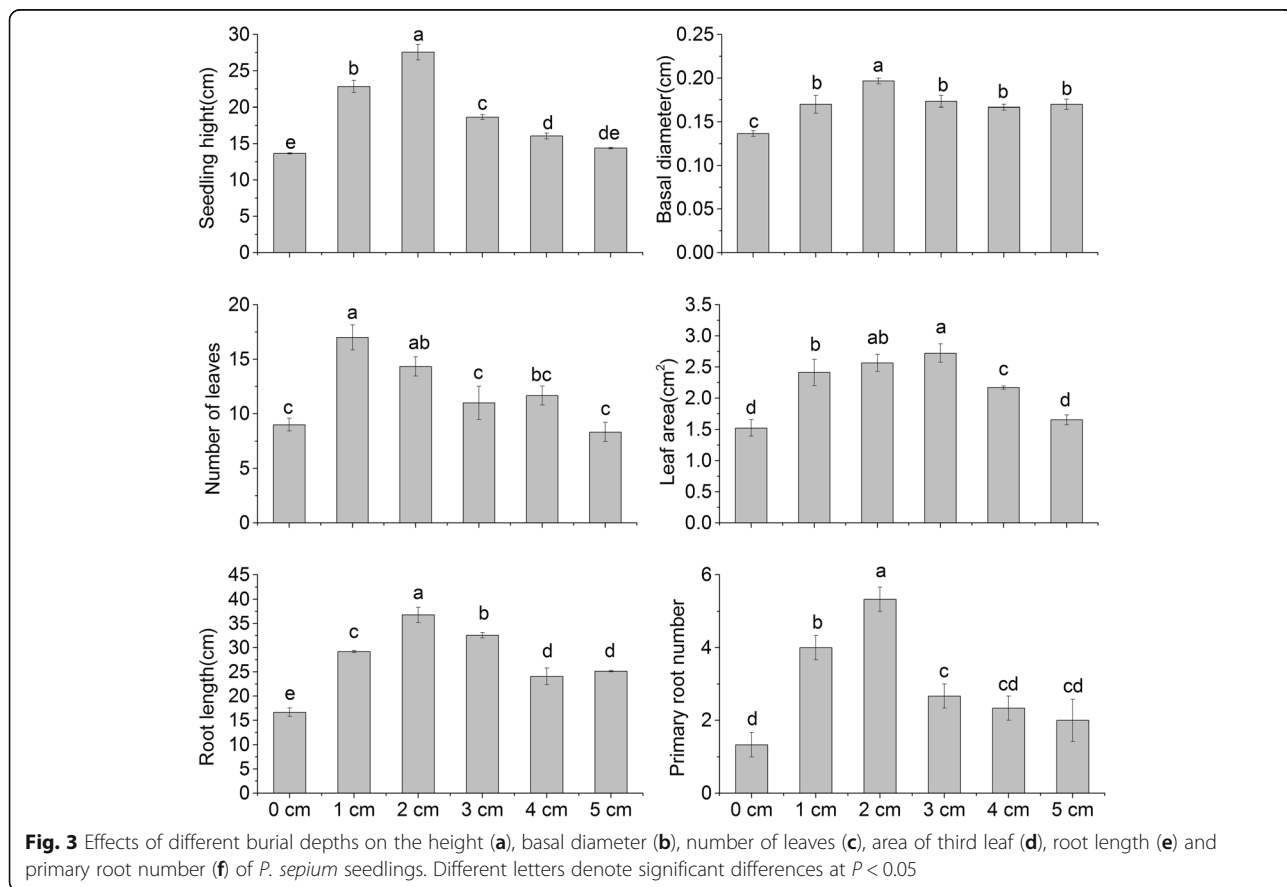 Seedling hight(cm)
30
25
20
15
10
5
0
e
b
a
c
d
de
Basal diameter(cm)
0.25
0.20
0.15
0.10
0.05
0.00
c
b
a
b
b
b
Number of leaves
20
15
10
5
0
c
a
ab
c
bc
c
Leaf area(cm²)
3.5
3.0
2.5
2.0
1.5
1.0
0.5
0.0
d
b
ab
a
c
d
Root length(cm)
45
40
35
30
25
20
15
10
5
0
e
c
a
b
d
d
0 cm 1 cm 2 cm 3 cm 4 cm 5 cm
Primary root number
6
4
2
0
d
b
a
c
cd
cd
0 cm 1 cm 2 cm 3 cm 4 cm 5 cm
Fig. 3 Effects of different burial depths on the height (a), basal diameter (b), number of leaves (c), area of third leaf (d), root length (e) and
primary root number (f) of P. sepium seedlings. Different letters denote significant differences at P < 0.05